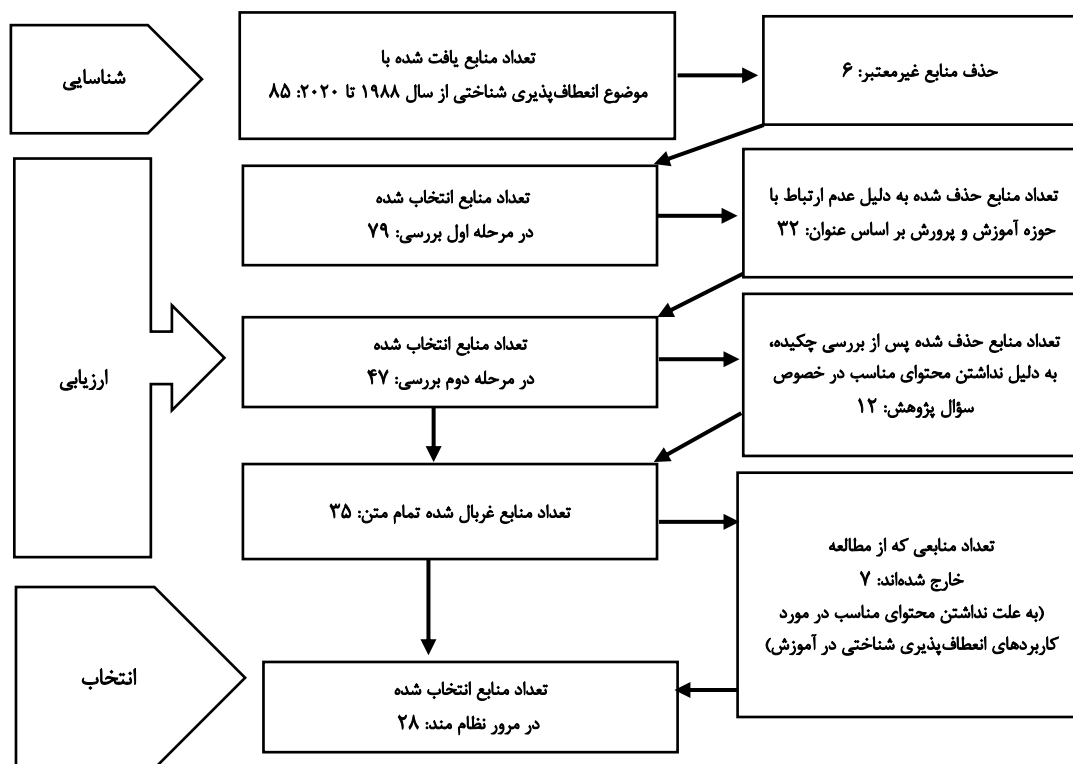 شناسایی
تعداد منابع یافت شده با
موضوع انعطاف‌پذیری شناختی از سال ۱۹۸۸ تا ۲۰۲۰: ۸۵
حذف منابع غیرمعتبر: ۶
ارزیابی
تعداد منابع انتخاب شده
در مرحله اول بررسی: ۷۹
تعداد منابع حذف شده به دلیل عدم ارتباط با
حوزه آموزش و پرورش بر اساس عنوان: ۳۲
تعداد منابع انتخاب شده
در مرحله دوم بررسی: ۴۷
تعداد منابع حذف شده پس از بررسی چکیده،
به دلیل نداشتن محتوای مناسب در خصوص
سؤال پژوهش: ۱۲
تعداد منابع غربال شده تمام متن: ۳۵
تعداد منابعی که از مطالعه
خارج شده‌اند: ۷
(به علت نداشتن محتوای مناسب در مورد
کاربردهای انعطاف‌پذیری شناختی در آموزش)
انتخاب
تعداد منابع انتخاب شده
در مرور نظام مند: ۲۸